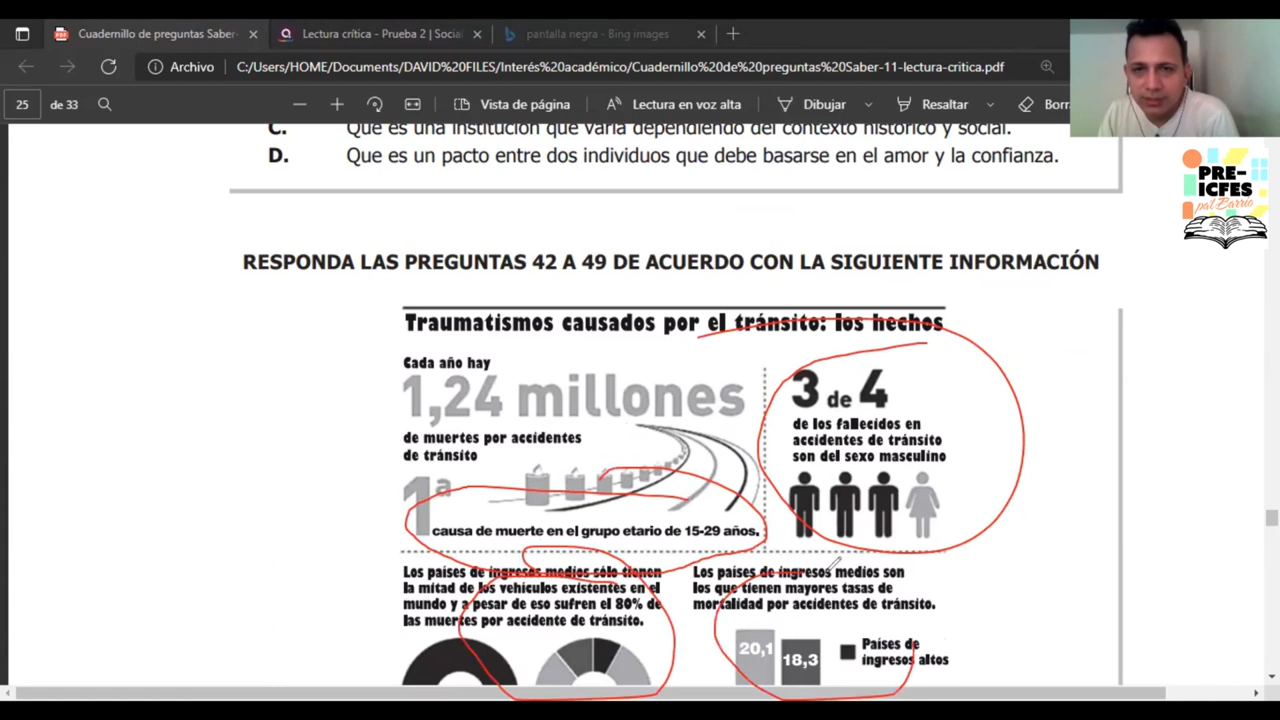 Cuadernillo de preguntas Saber-
Lectura crítica - Prueba 2 | Social
pantalla negra - Bing images
Archivo
C:/Users/HOME/Documents/DAVID%20FILES/Interés%20académico/Cuadernillo%20de%20preguntas%20Saber-11-lectura-critica.pdf
25 de 33
Vista de página
Lectura en voz alta
Dibujar
Resaltar
Borra
C. Que es una institución que varía dependiendo del contexto histórico y social.
D. Que es un pacto entre dos individuos que debe basarse en el amor y la confianza.
PRE-
ICFES
pal Barrio
RESPONDA LAS PREGUNTAS 42 A 49 DE ACUERDO CON LA SIGUIENTE INFORMACIÓN
Traumatismos causados por el tránsito: los hechos
Cada año hay
1,24 millones
de muertes por accidentes
de tránsito
1ª
causa de muerte en el grupo etario de 15-29 años.
3 de 4
de los fallecidos en
accidentes de tránsito
son del sexo masculino
Los países de ingresos medios sólo tienen
la mitad de los vehículos existentes en el
mundo y a pesar de eso sufren el 80% de
las muertes por accidente de tránsito.
Los países de ingresos medios son
los que tienen mayores tasas de
mortalidad por accidentes de tránsito.
20,1
18,3
Países de
ingresos altos